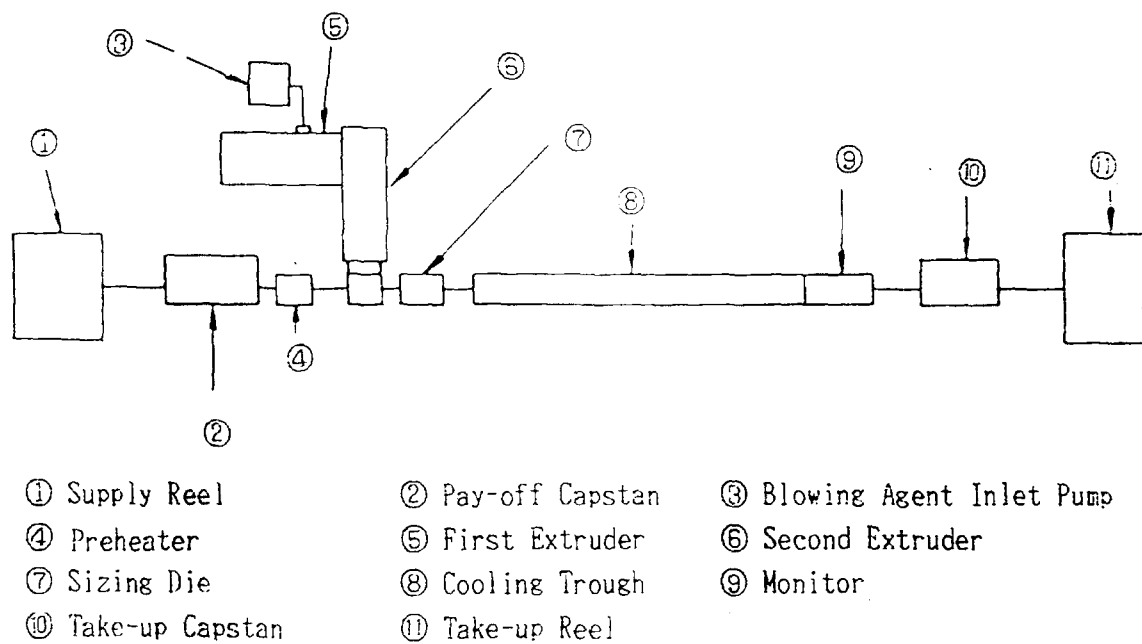 ③
⑤
⑥
①
⑦
⑨
⑩
⑪
⑧
④
②
① Supply Reel ② Pay-off Capstan ③ Blowing Agent Inlet Pump
④ Preheater ⑤ First Extruder ⑥ Second Extruder
⑦ Sizing Die ⑧ Cooling Trough ⑨ Monitor
⑩ Take-up Capstan ⑪ Take-up Reel